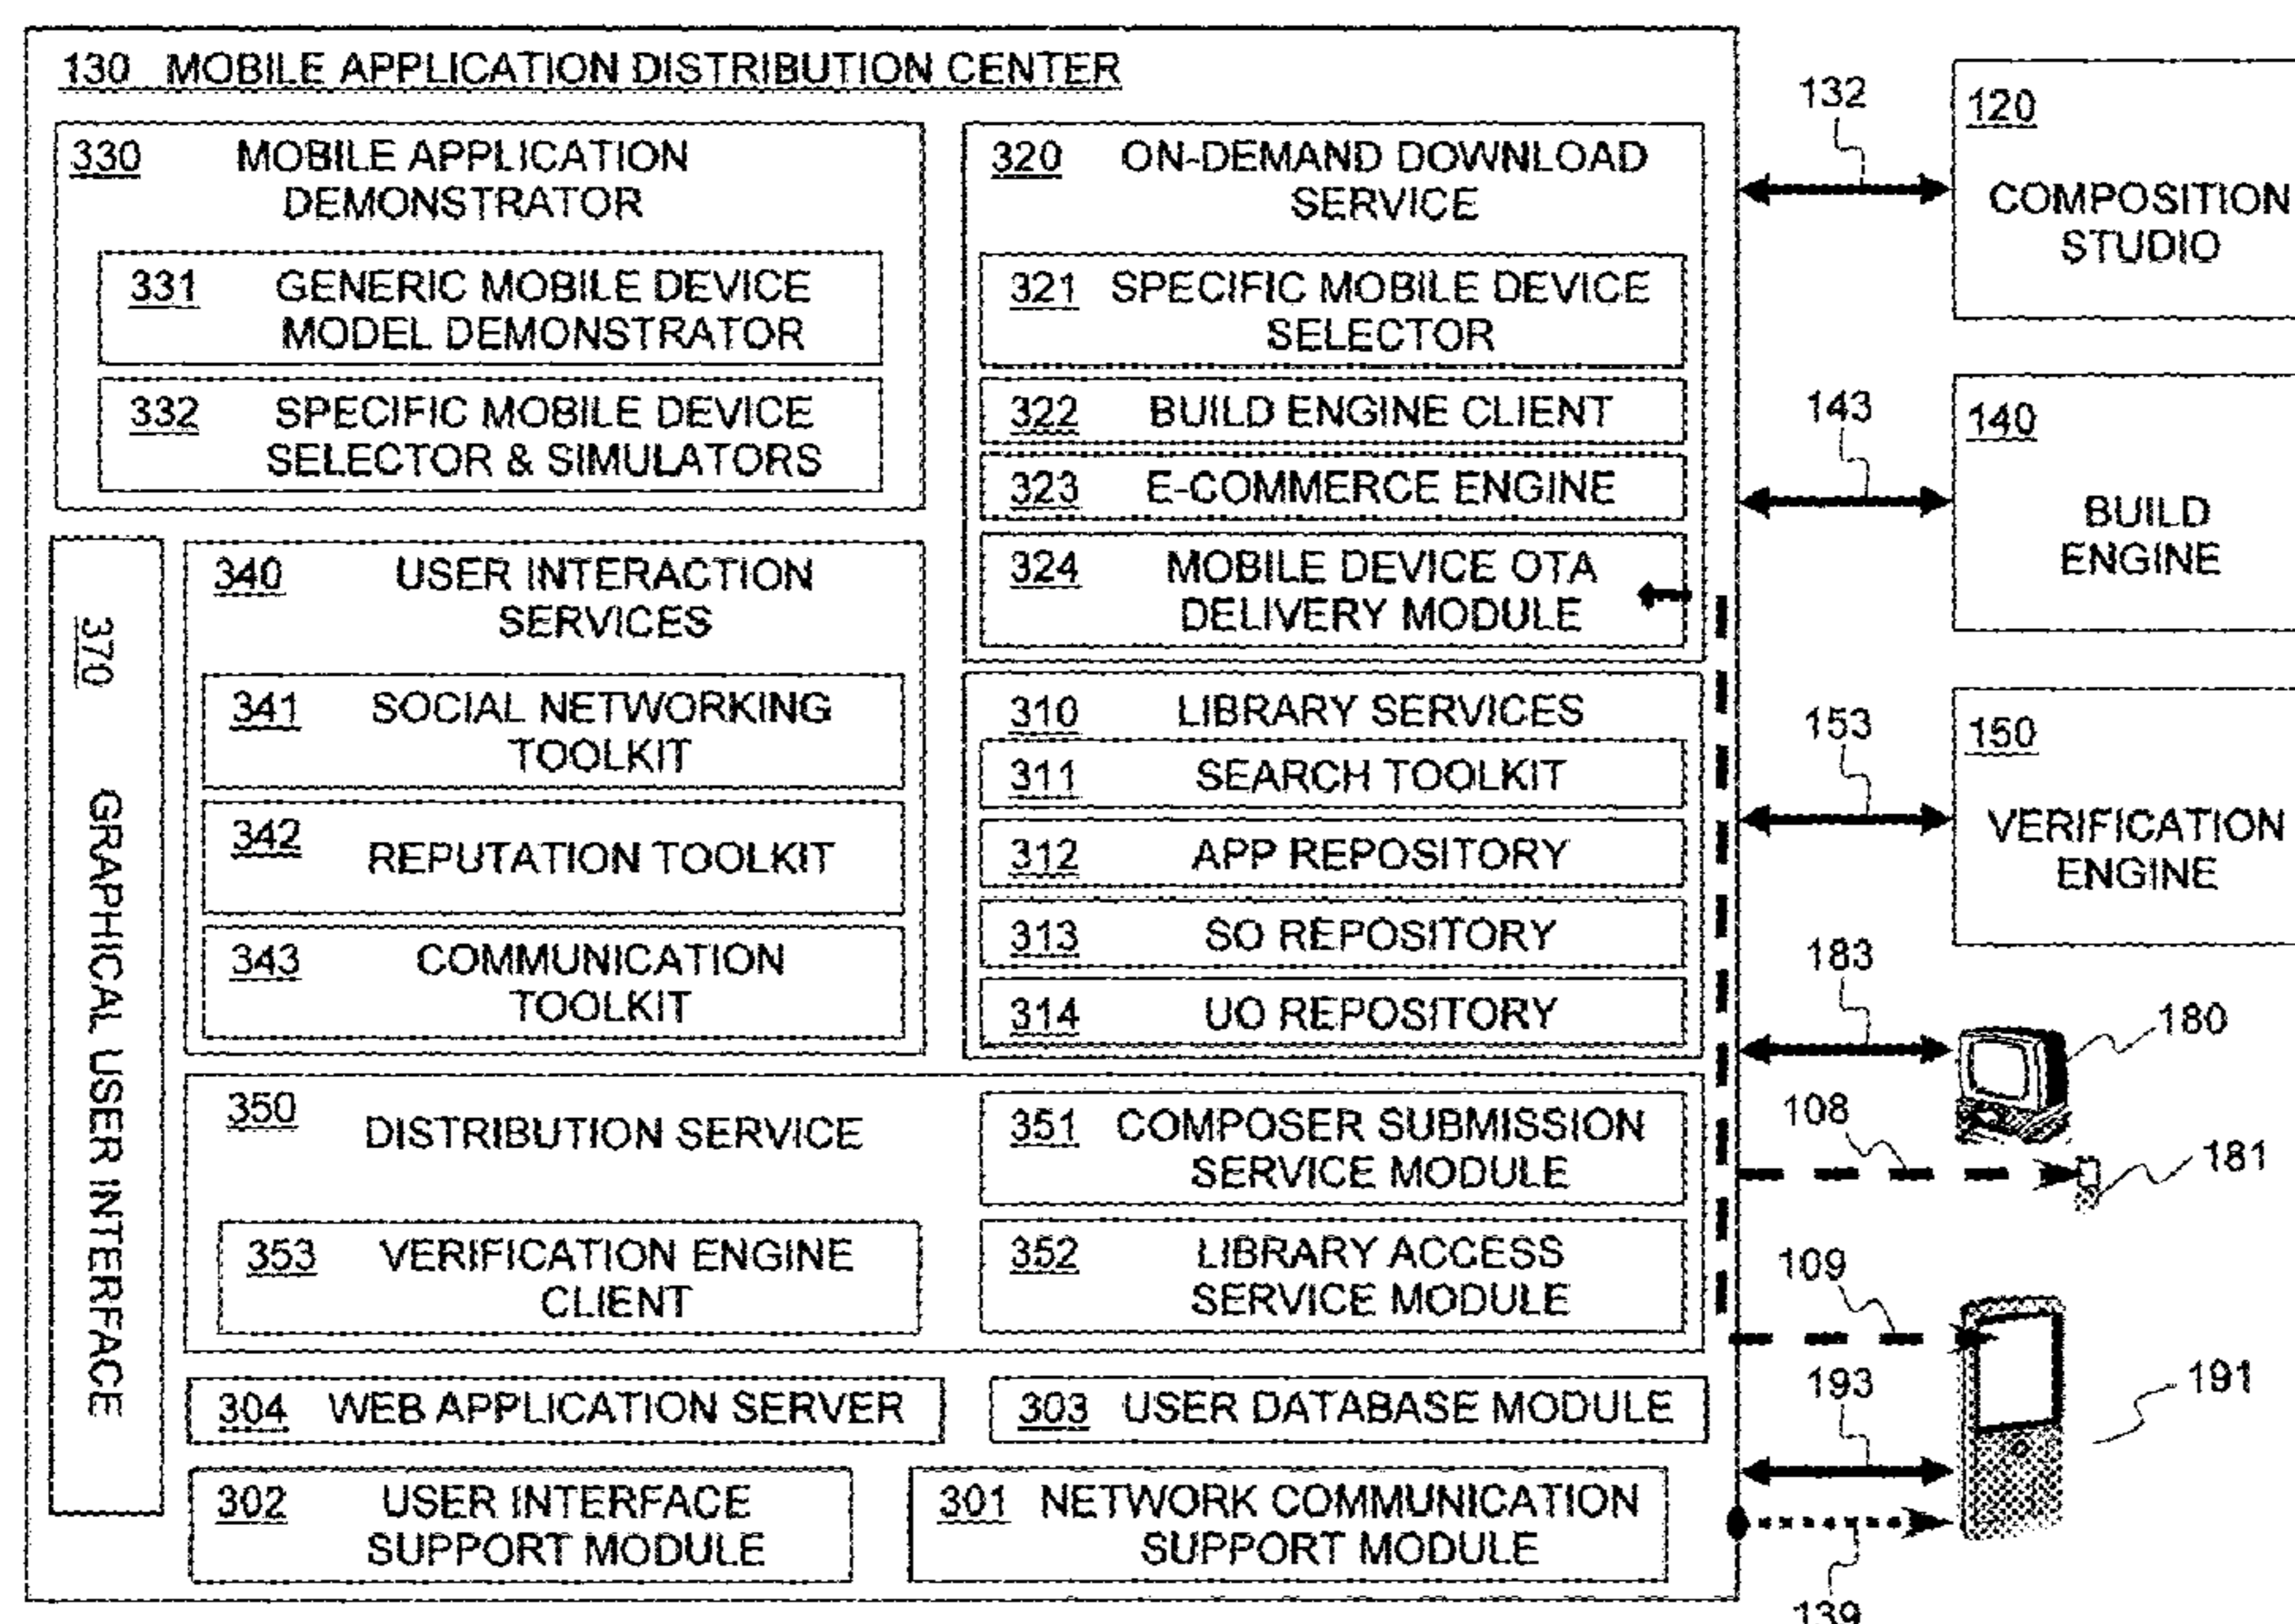 130 MOBILE APPLICATION DISTRIBUTION CENTER
330 MOBILE APPLICATION
DEMONSTRATOR
331 GENERIC MOBILE DEVICE
MODEL DEMONSTRATOR
332 SPECIFIC MOBILE DEVICE
SELECTOR & SIMULATORS
320 ON-DEMAND DOWNLOAD
SERVICE
321 SPECIFIC MOBILE DEVICE
SELECTOR
322 BUILD ENGINE CLIENT
323 E-COMMERCE ENGINE
324 MOBILE DEVICE OTA
DELIVERY MODULE
370 GRAPHICAL USER INTERFACE
340 USER INTERACTION
SERVICES
341 SOCIAL NETWORKING
TOOLKIT
342 REPUTATION TOOLKIT
343 COMMUNICATION
TOOLKIT
310 LIBRARY SERVICES
311 SEARCH TOOLKIT
312 APP REPOSITORY
313 SO REPOSITORY
314 UO REPOSITORY
350 DISTRIBUTION SERVICE
351 COMPOSER SUBMISSION
SERVICE MODULE
353 VERIFICATION ENGINE
CLIENT
352 LIBRARY ACCESS
SERVICE MODULE
304 WEB APPLICATION SERVER
303 USER DATABASE MODULE
302 USER INTERFACE
SUPPORT MODULE
301 NETWORK COMMUNICATION
SUPPORT MODULE
132
120
COMPOSITION
STUDIO
143
140
BUILD
ENGINE
153
150
VERIFICATION
ENGINE
183
180
108
181
109
193
191
139